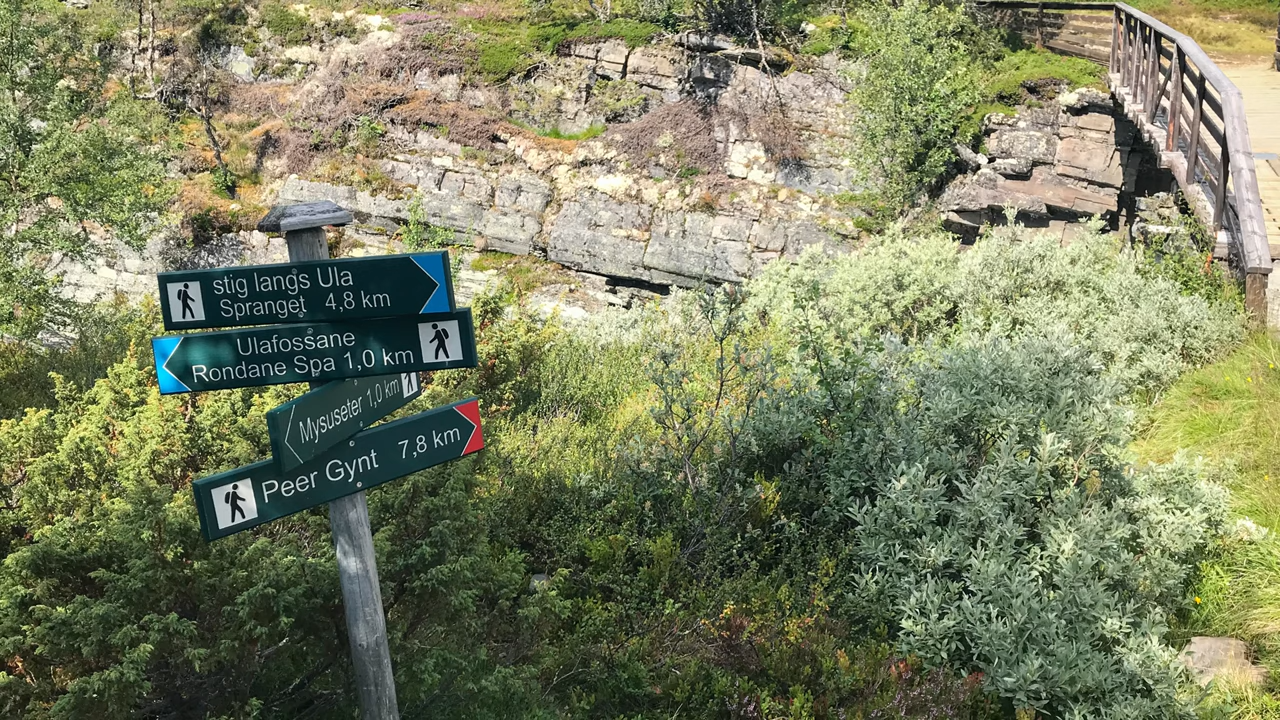 stig langs Ula
Spranget 4,8 km
Ulafossane
Rondane Spa 1,0 km
Mysuseter 1,0 km
Peer Gynt 7,8 km